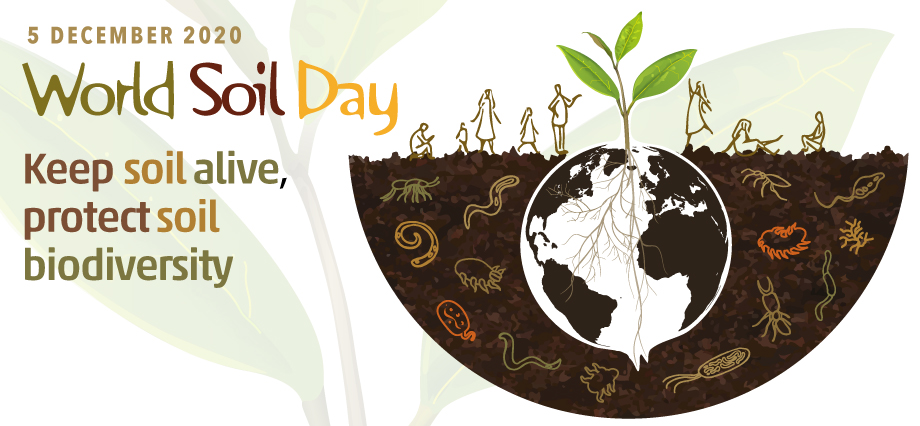 5 DECEMBER 2020
World Soil Day
Keep soil alive,
protect soil
biodiversity